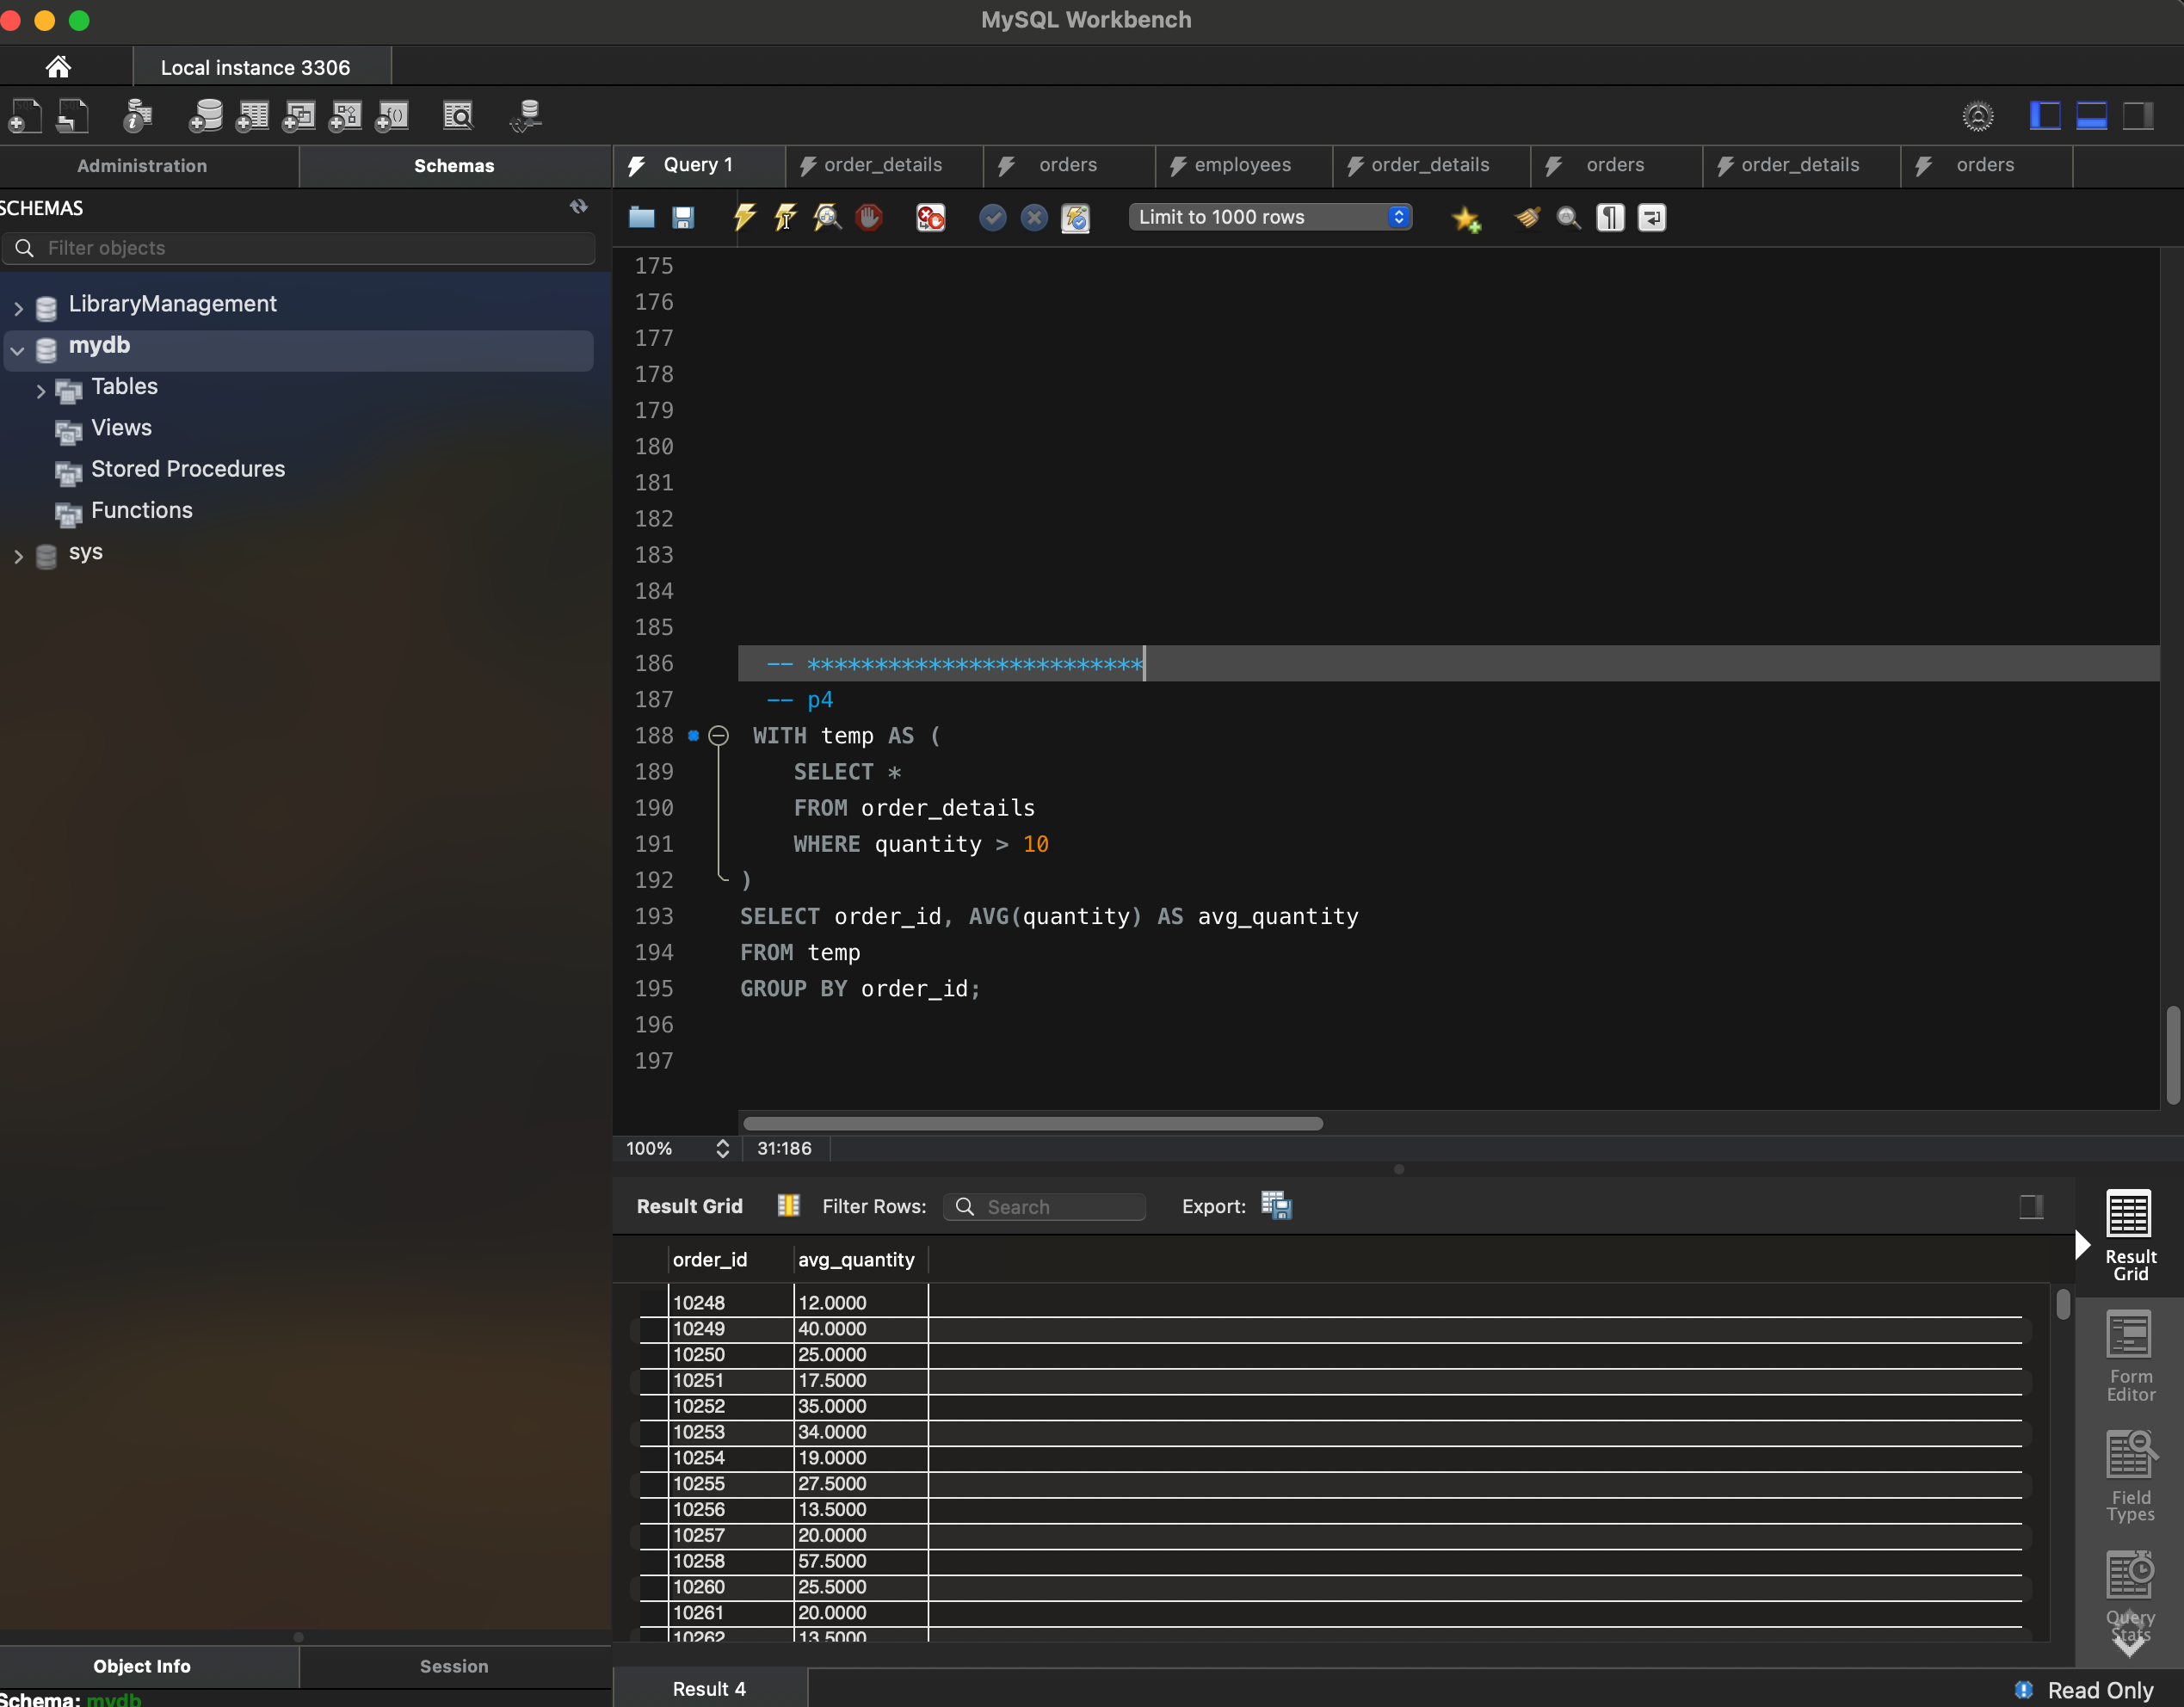 MySQL Workbench
Local instance 3306
Administration
Schemas
SCHEMAS
Filter objects
LibraryManagement
mydb
Tables
Views
Stored Procedures
Functions
sys
Object Info
Session
Schema: mydb
Query 1
order_details
orders
employees
order_details
orders
order_details
orders
Limit to 1000 rows
175
176
177
178
179
180
181
182
183
184
185
186 -- *************************
187 -- p4
188 WITH temp AS (
189 SELECT *
190 FROM order_details
191 WHERE quantity > 10
192 )
193 SELECT order_id, AVG(quantity) AS avg_quantity
194 FROM temp
195 GROUP BY order_id;
196
197
100% 31:186
Result Grid Filter Rows: Search Export:
order_id avg_quantity
10248 12.0000
10249 40.0000
10250 25.0000
10251 17.5000
10252 35.0000
10253 34.0000
10254 19.0000
10255 27.5000
10256 13.5000
10257 20.0000
10258 57.5000
10260 25.5000
10261 20.0000
10262 13.5000
Result
Grid
Form
Editor
Field
Types
Query
Stats
Result 4
Read Only